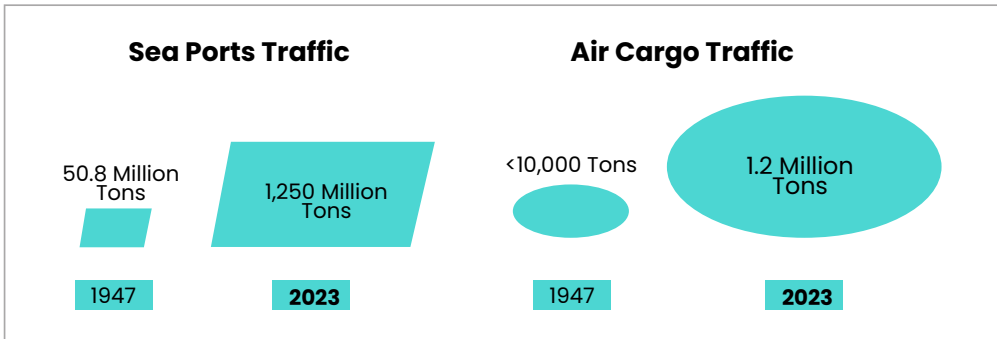 Sea Ports Traffic
50.8 Million
Tons
1,250 Million
Tons
1947
2023
Air Cargo Traffic
<10,000 Tons
1.2 Million
Tons
1947
2023